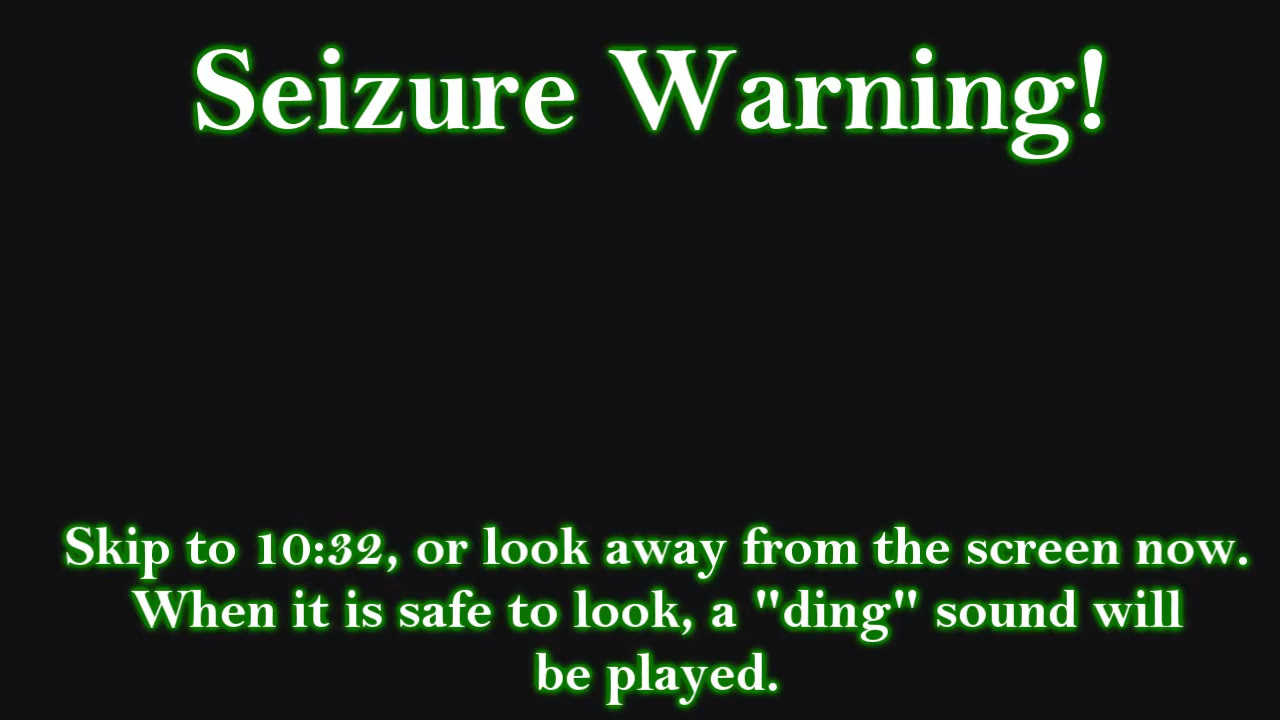 Seizure Warning!
Skip to 10:32, or look away from the screen now.
When it is safe to look, a "ding" sound will
be played.